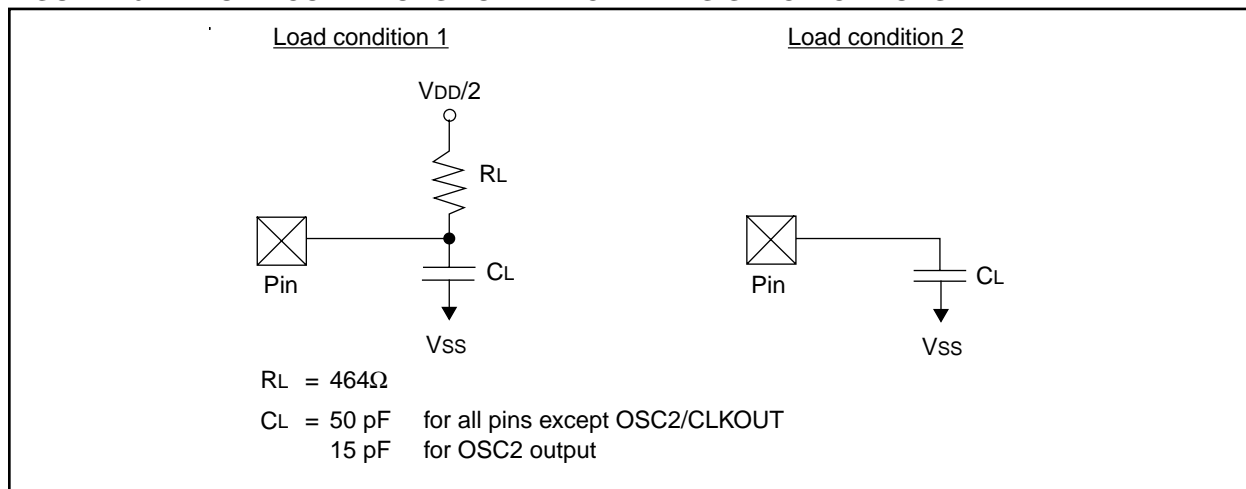 Load condition 1
Load condition 2
VDD/2
RL
Pin
CL
VSS
Pin
CL
VSS
RL = 464Ω
CL = 50 pF for all pins except OSC2/CLKOUT
15 pF for OSC2 output